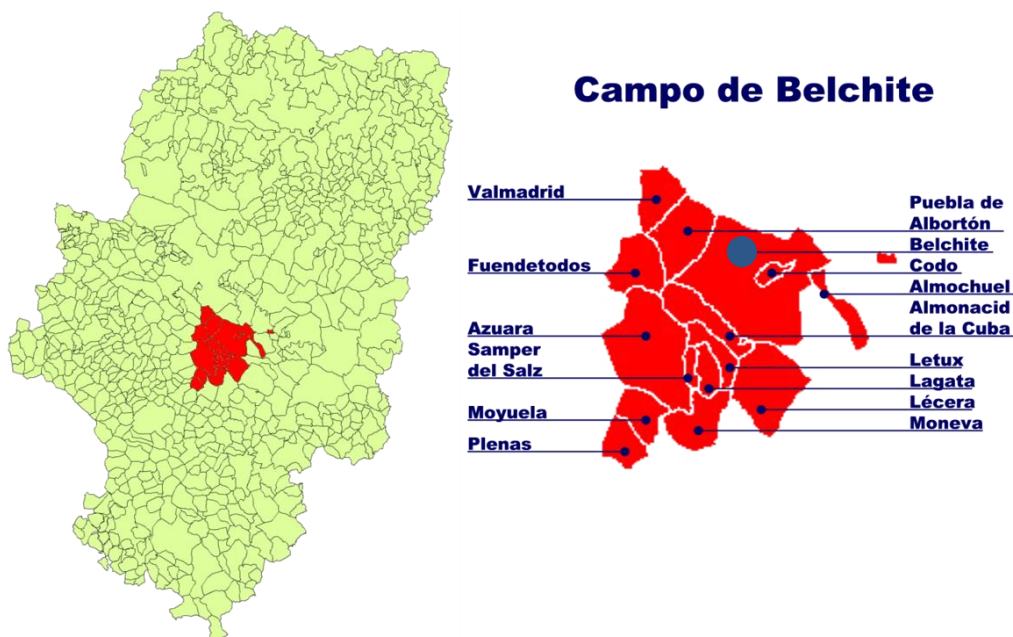 Campo de Belchite
Valmadrid
Fuendetodos
Azuara
Samper
del Salz
Moyuela
Plenas
Puebla de
Albortón
Belchite
Codo
Almochuel
Almonacid
de la Cuba
Letux
Lagata
Lécera
Moneva